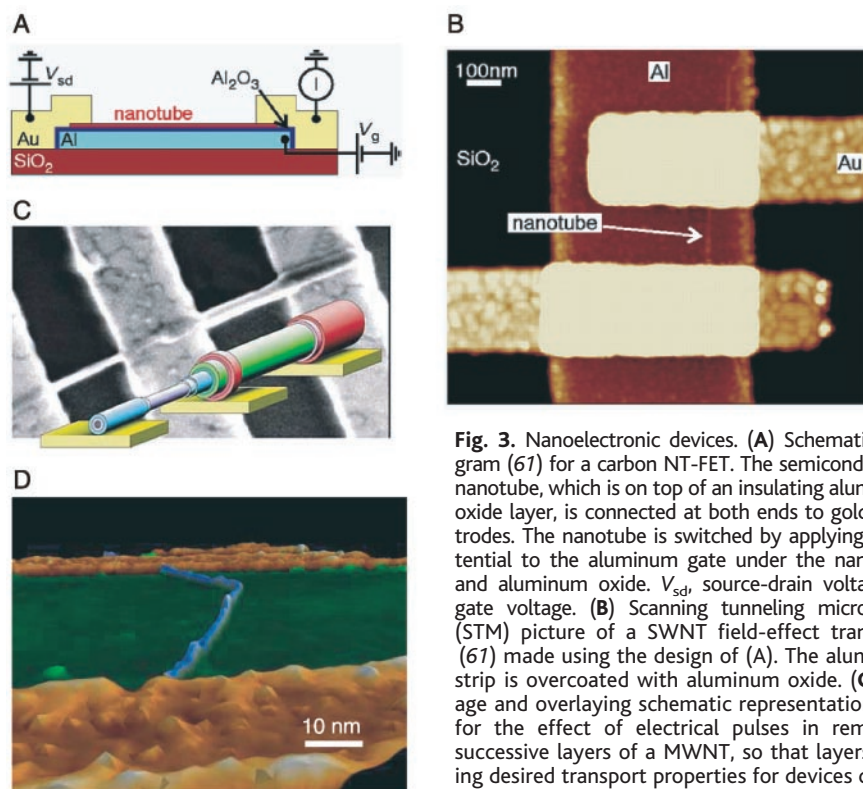 A
V_sd
Al₂O₃
I
nanotube
V_g
Au
Al
SiO₂
B
100nm
Al
SiO₂
Au
nanotube
C
D
10 nm
Fig. 3. Nanoelectronic devices. (A) Schemati
gram (61) for a carbon NT-FET. The semicond
nanotube, which is on top of an insulating alun
oxide layer, is connected at both ends to gold
trodes. The nanotube is switched by applying
tential to the aluminum gate under the nan
and aluminum oxide. V_sd, source-drain volta
gate voltage. (B) Scanning tunneling micro
(STM) picture of a SWNT field-effect tran
(61) made using the design of (A). The alun
strip is overcoated with aluminum oxide. (C
age and overlaying schematic representation
for the effect of electrical pulses in rem
successive layers of a MWNT, so that layers
ing desired transport properties for devices c